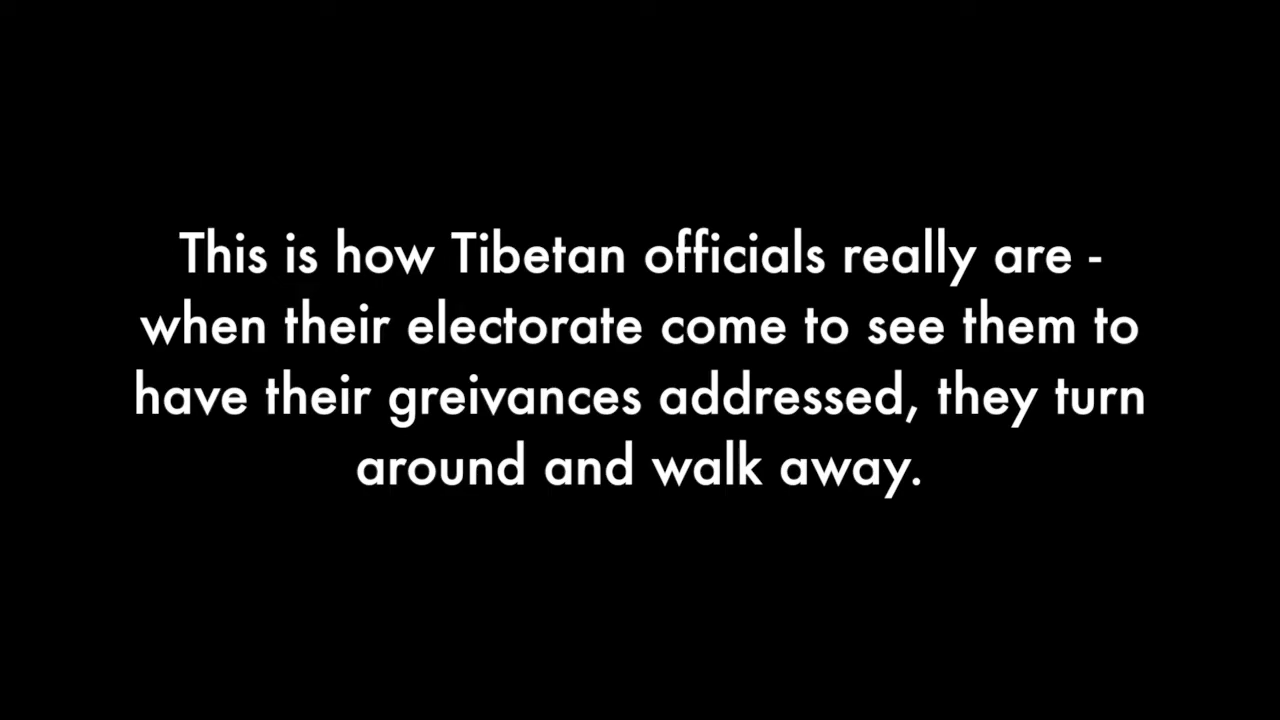 This is how Tibetan officials really are -
when their electorate come to see them to
have their greivances addressed, they turn
around and walk away.